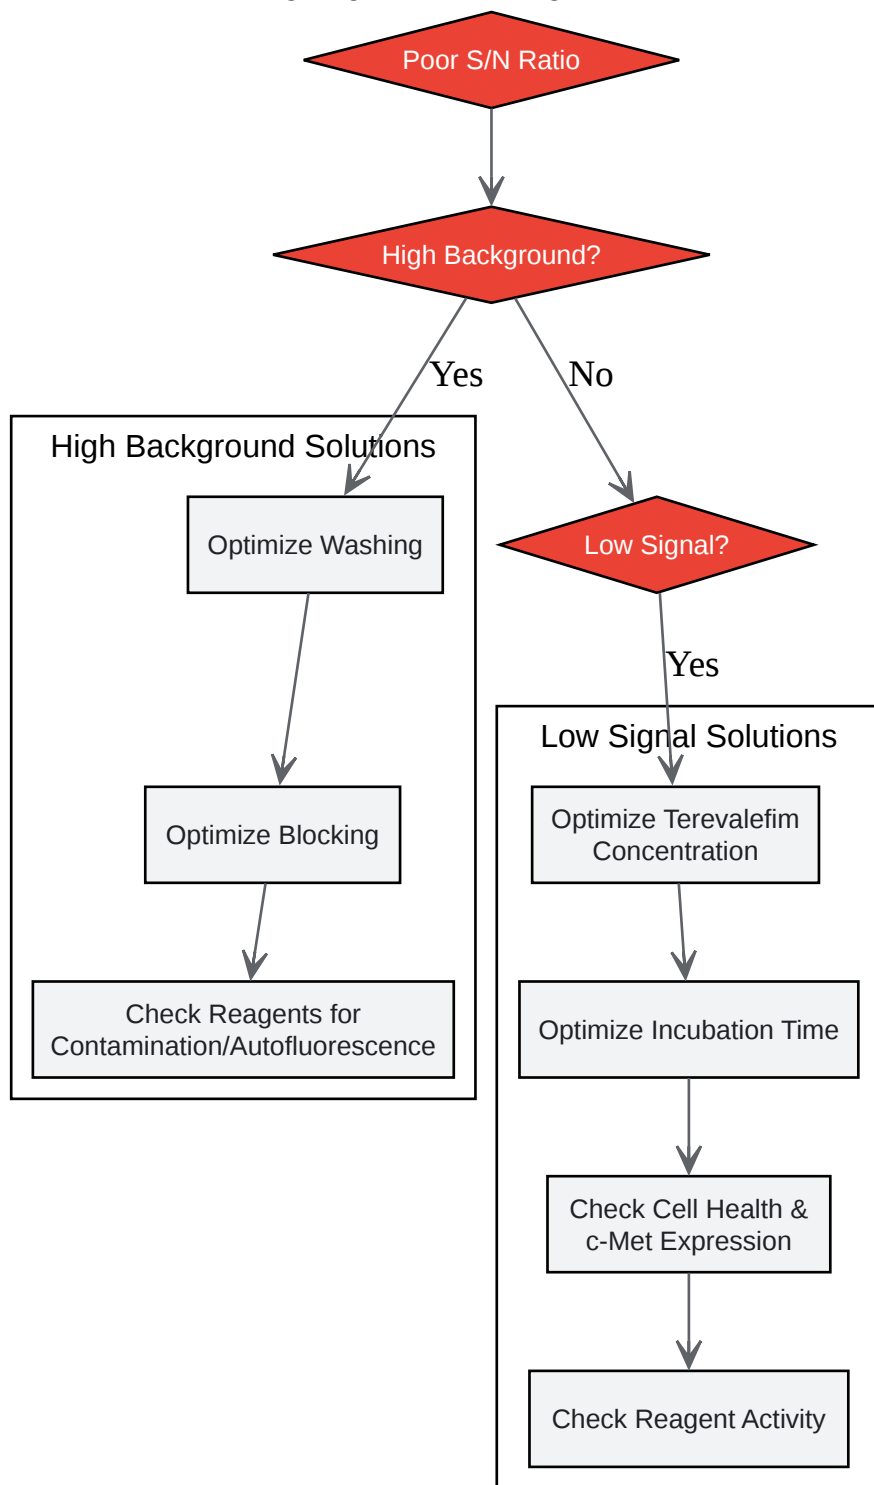 Poor S/N Ratio
High Background?
Yes
No
High Background Solutions
Optimize Washing
Low Signal?
Yes
Optimize Blocking
Check Reagents for
Contamination/Autofluorescence
Low Signal Solutions
Optimize Terevalefim
Concentration
Optimize Incubation Time
Check Cell Health &
c-Met Expression
Check Reagent Activity